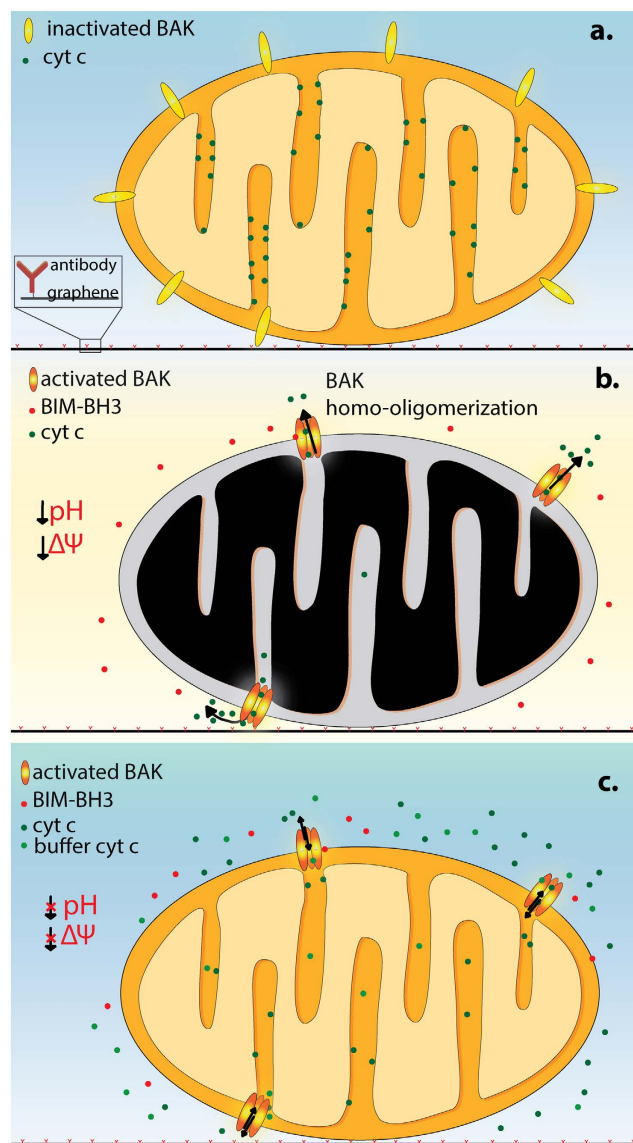 inactivated BAK
cyt c
a.
antibody
graphene
activated BAK
BIM-BH3
cyt c
BAK
homo-oligomerization
b.
↓pH
↓ΔΨ
activated BAK
BIM-BH3
cyt c
buffer cyt c
c.
pH
ΔΨ